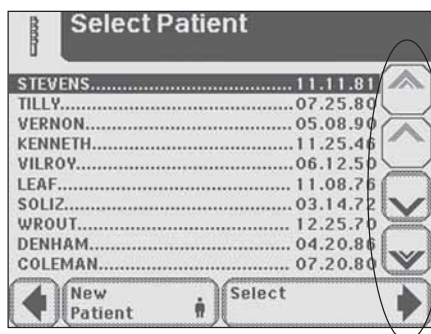 Select Patient
STEVENS.................................... 11.11.81
TILLY.......................................... 07.25.80
VERNON..................................... 05.08.90
KENNETH................................... 11.25.46
VILROY....................................... 06.12.50
LEAF........................................... 11.08.76
SOLIZ......................................... 03.14.72
WROUT....................................... 12.25.70
DENHAM..................................... 04.20.86
COLEMAN................................... 07.20.80
New Patient
Select